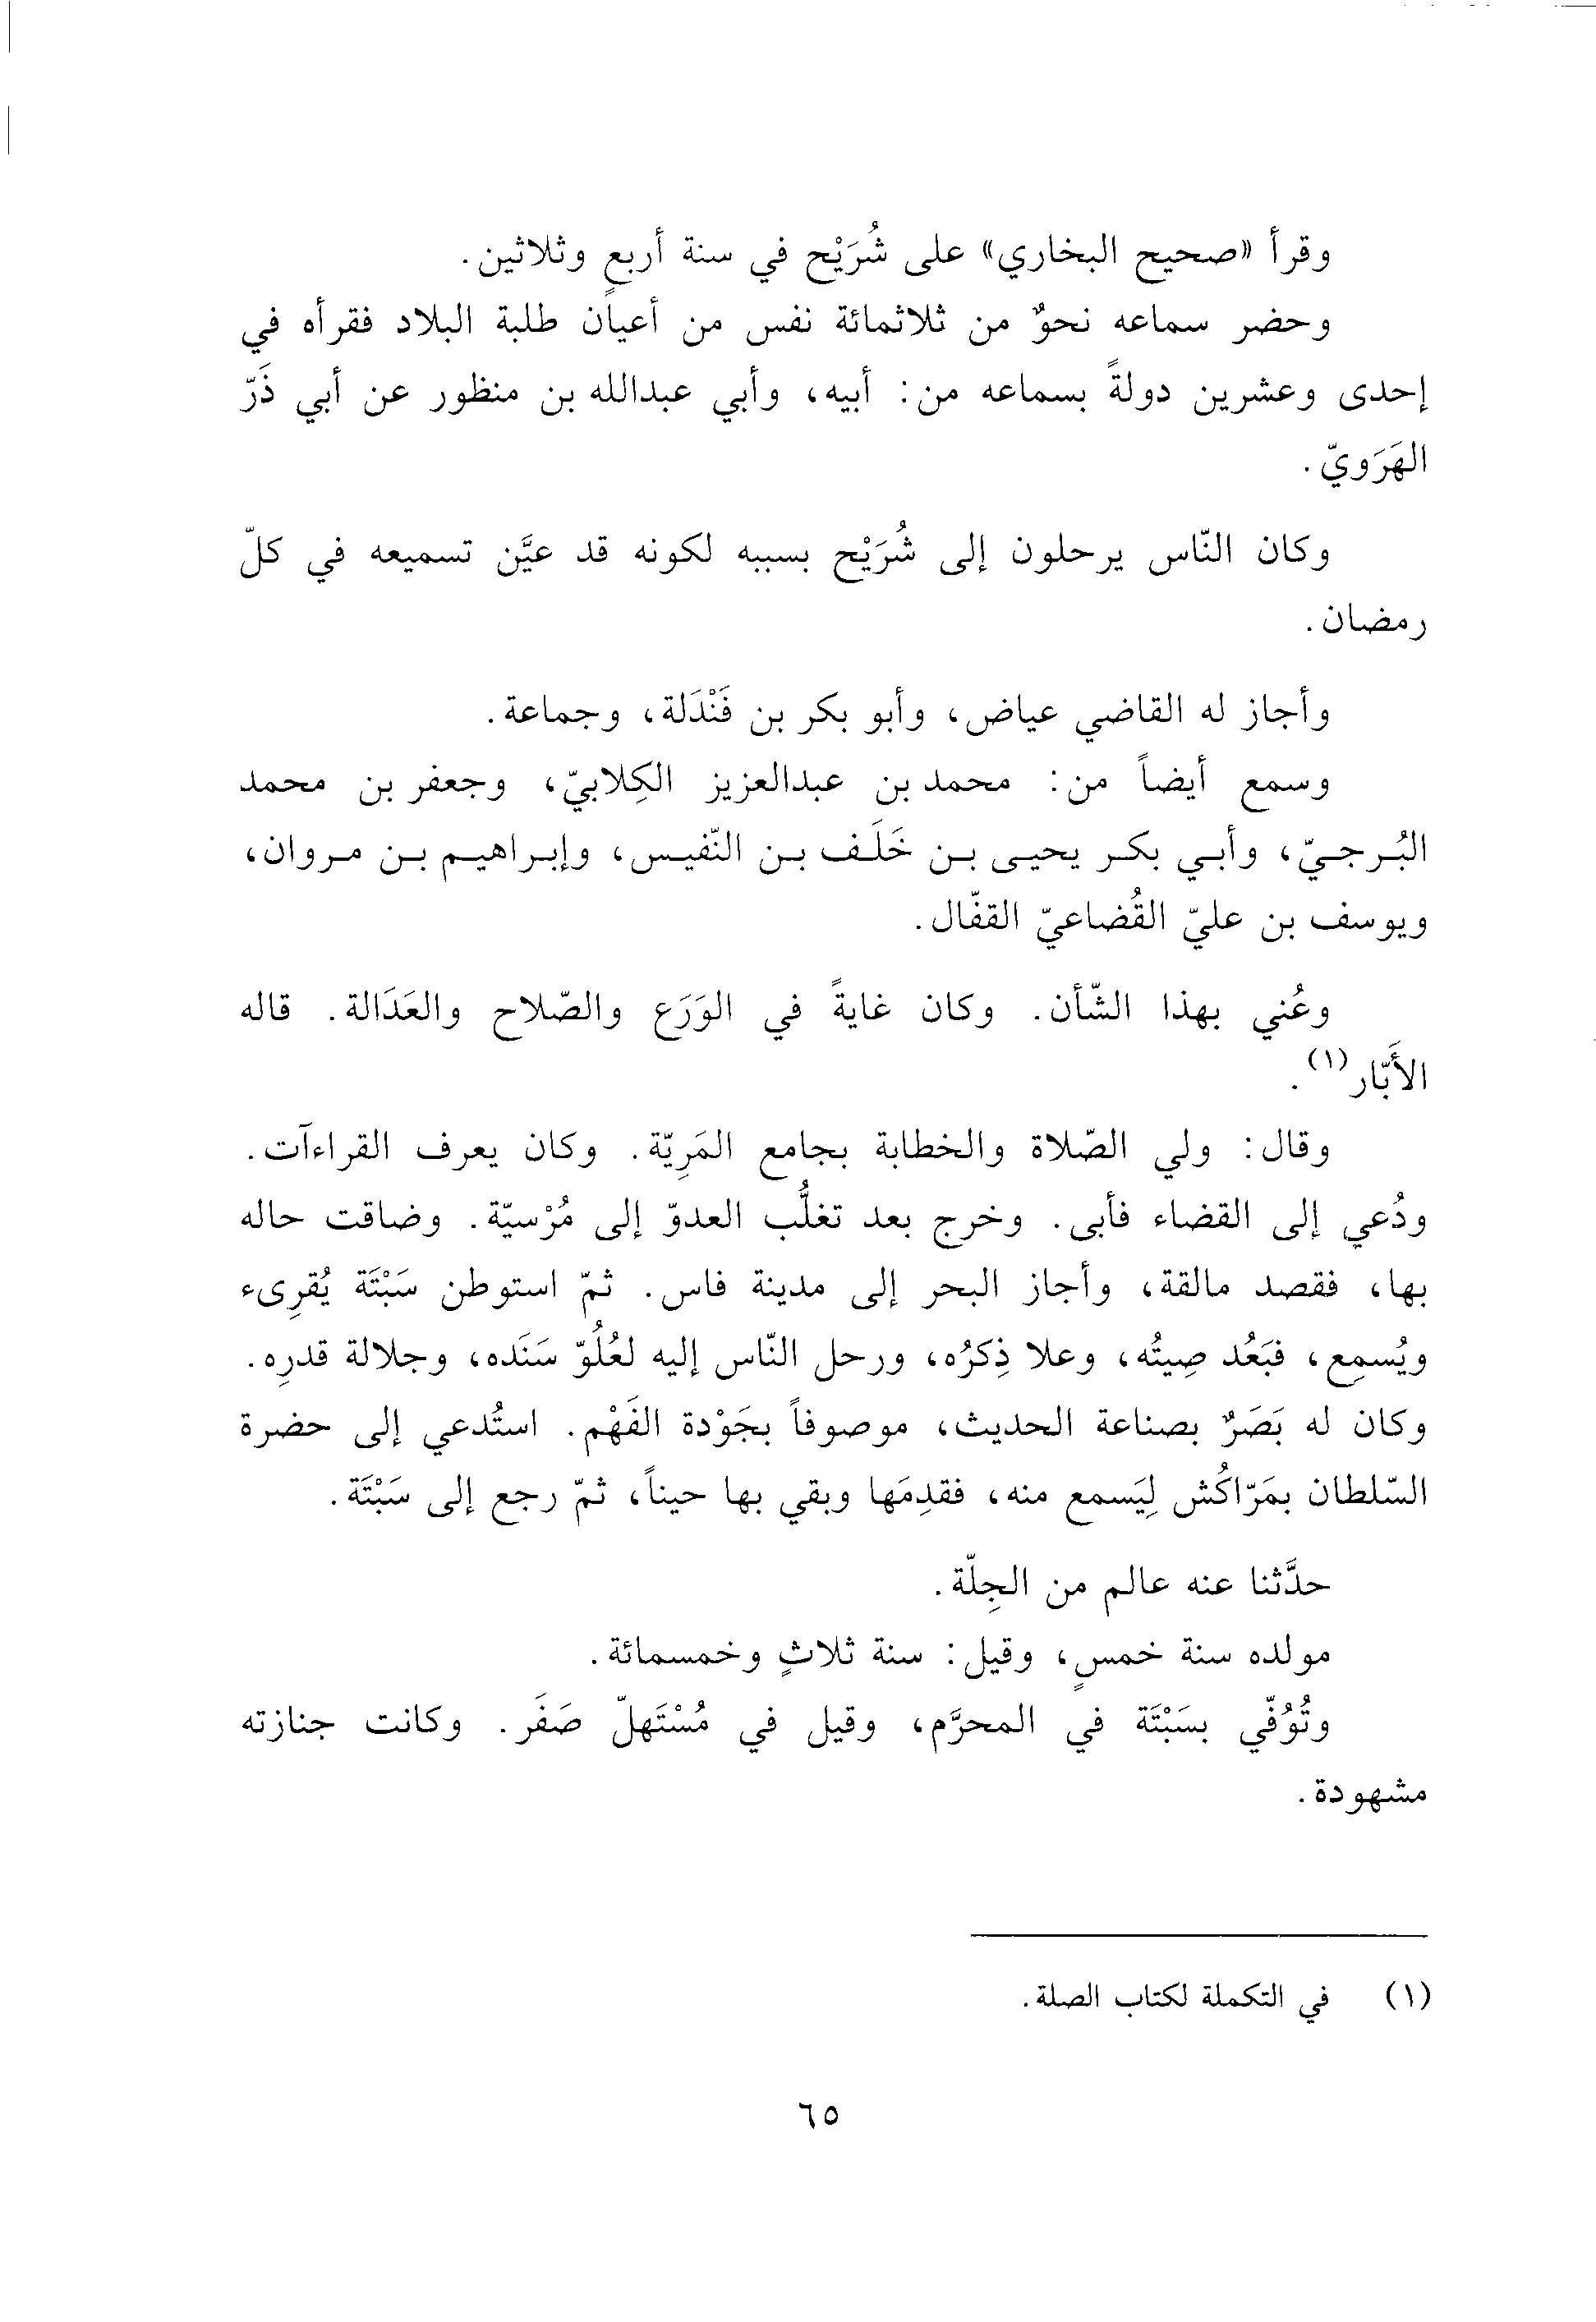 وقرأ «صحيح البخاري» على شُرَيْح في سنة أربعٍ وثلاثين.
وحضر سماعه نحوٌ من ثلاثمائة نفس من أعيان طلبة البلاد فقرأه في
إحدى وعشرين دولةً بسماعه من: أبيه، وأبي عبدالله بن منظور عن أبي ذَرّ
الهَرَويّ.
وكان النّاس يرحلون إلى شُرَيْح بسببه لكونه قد عيَّن تسميعه في كلّ
رمضان.
وأجاز له القاضي عياض، وأبو بكر بن فَنْدَلة، وجماعة.
وسمع أيضاً من: محمد بن عبدالعزيز الكِلابيّ، وجعفر بن محمد
البُرجيّ، وأبي بكر يحيى بن خَلَف بن النّفيس، وإبراهيم بن مروان،
ويوسف بن عليّ القُضاعيّ القفّال.
وعُني بهذا الشّأن. وكان غايةً في الوَرَع والصّلاح والعَدَالة. قاله
الأَبّار(١).
وقال: ولي الصّلاة والخطابة بجامع المَرِيّة. وكان يعرف القراءآت.
ودُعي إلى القضاء فأبى. وخرج بعد تغلُّب العدوّ إلى مُرْسيّة. وضاقت حاله
بها، فقصد مالقة، وأجاز البحر إلى مدينة فاس. ثمّ استوطن سَبْتَة يُقرِىء
ويُسمِع، فبَعُد صِيتُه، وعلا ذِكرُه، ورحل النّاس إليه لعُلُوّ سَنَده، وجلالة قدرِه.
وكان له بَصَرٌ بصناعة الحديث، موصوفاً بجَوْدة الفَهْم. استُدعي إلى حضرة
السّلطان بمَرّاكُش لِيَسمع منه، فقدِمَها وبقي بها حيناً، ثمّ رجع إلى سَبْتَة.
حدَّثنا عنه عالم من الجِلّة.
مولده سنة خمسٍ، وقيل: سنة ثلاثٍ وخمسمائة.
وتُوُفّي بسَبْتَة في المحرَّم، وقيل في مُسْتَهلّ صَفَر. وكانت جنازته
مشهودة.
(١) في التكملة لكتاب الصلة.
٦٥